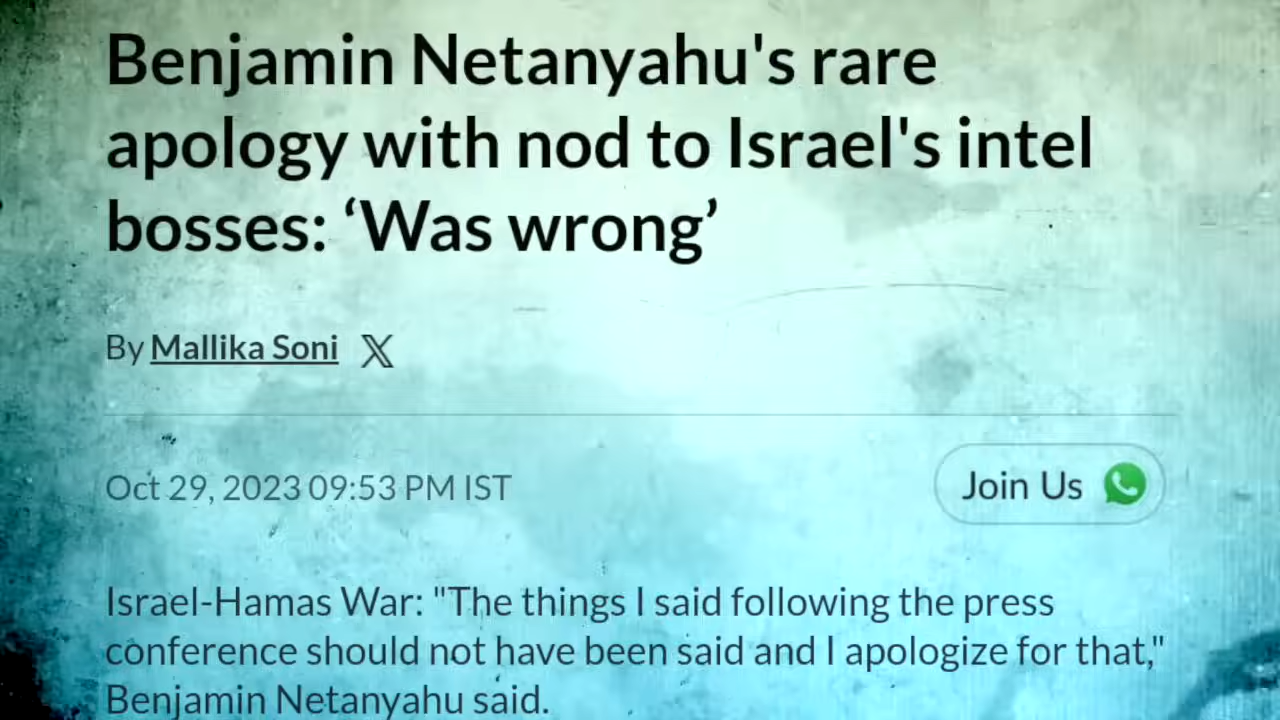 Benjamin Netanyahu's rare
apology with nod to Israel's intel
bosses: ‘Was wrong’
By Mallika Soni X
Oct 29, 2023 09:53 PM IST
Join Us
Israel-Hamas War: "The things I said following the press
conference should not have been said and I apologize for that,"
Benjamin Netanyahu said.